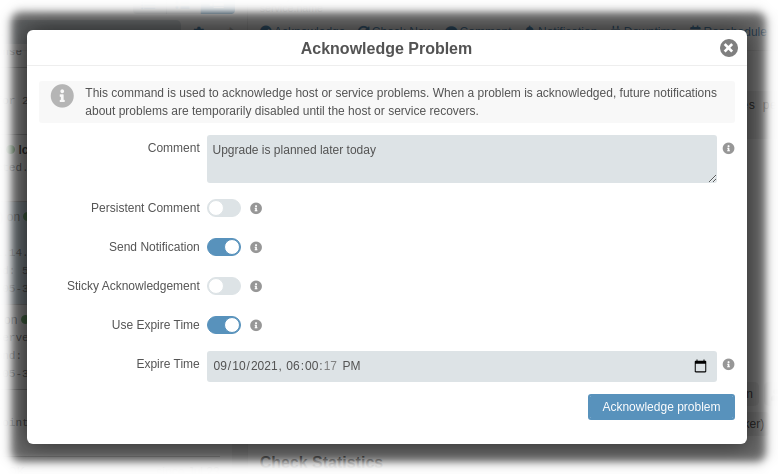 Acknowledge Problem
This command is used to acknowledge host or service problems. When a problem is acknowledged, future notifications
about problems are temporarily disabled until the host or service recovers.
Comment
Upgrade is planned later today
Persistent Comment
Send Notification
Sticky Acknowledgement
Use Expire Time
Expire Time
09/10/2021, 06:00:17 PM
Acknowledge problem
Check Statistics